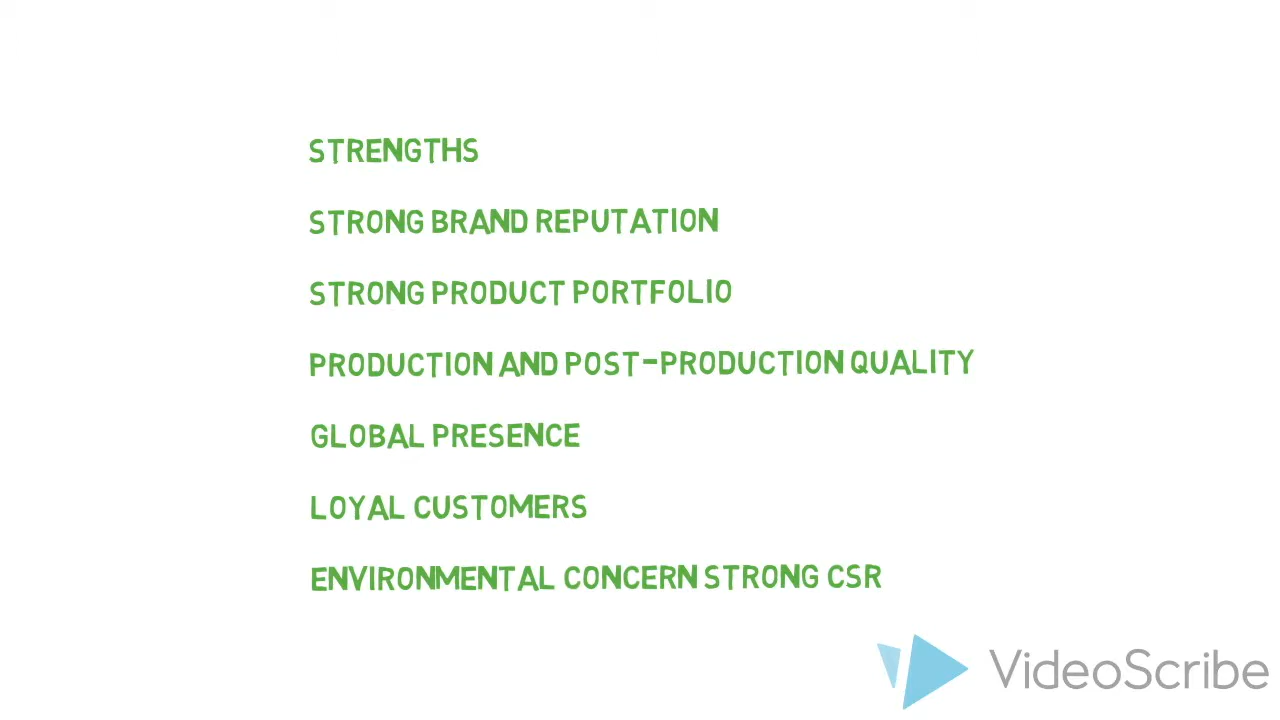 STRENGTHS
STRONG BRAND REPUTATION
STRONG PRODUCT PORTFOLIO
PRODUCTION AND POST-PRODUCTION QUALITY
GLOBAL PRESENCE
LOYAL CUSTOMERS
ENVIRONMENTAL CONCERN STRONG CSR
VideoScribe